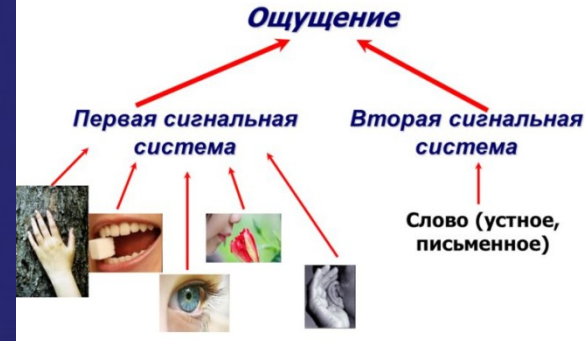 Ощущение
Первая сигнальная
система
Вторая сигнальная
система
Слово (устное,
письменное)